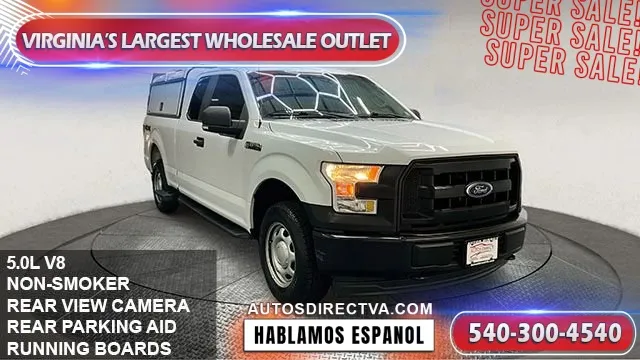 VIRGINIA'S LARGEST WHOLESALE OUTLET
SUPER SALE!
SUPER SALE!
SUPER SALE!
Ford
5.0L V8
NON-SMOKER
REAR VIEW CAMERA
REAR PARKING AID
RUNNING BOARDS
AUTOSDIRECTVA.COM
HABLAMOS ESPANOL
540-300-4540